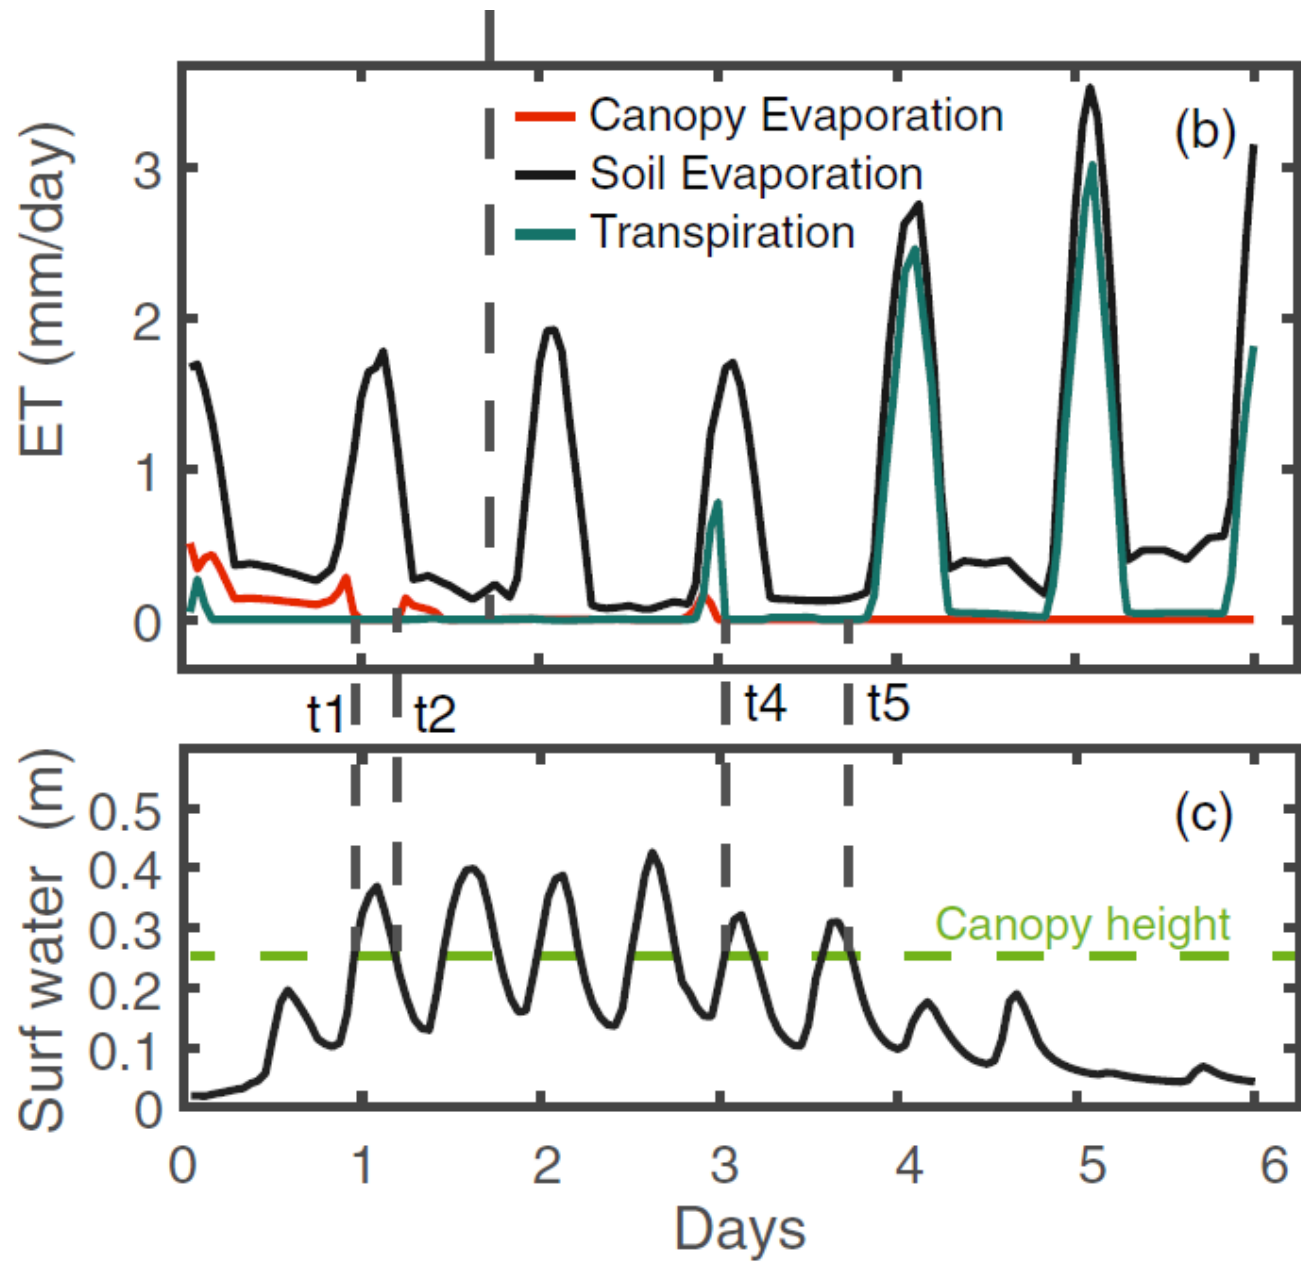 Canopy Evaporation
(b)
Soil Evaporation
Transpiration
ET (mm/day)
3
2
1
0
t1
t2
t4
t5
Surf water (m)
0.5
0.4
0.3
0.2
0.1
0
(c)
Canopy height
0 1 2 3 4 5 6
Days